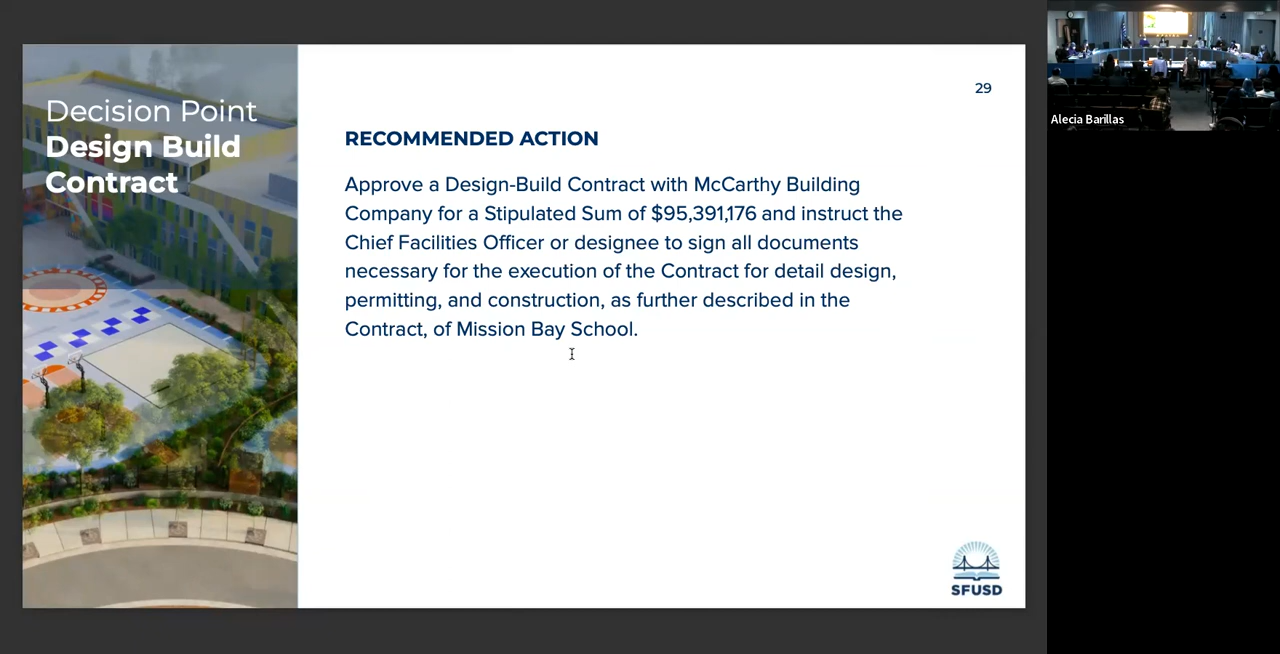 Decision Point
Design Build
Contract
29
RECOMMENDED ACTION
Approve a Design-Build Contract with McCarthy Building
Company for a Stipulated Sum of $95,391,176 and instruct the
Chief Facilities Officer or designee to sign all documents
necessary for the execution of the Contract for detail design,
permitting, and construction, as further described in the
Contract, of Mission Bay School.
SFUSD
Alecia Barillas